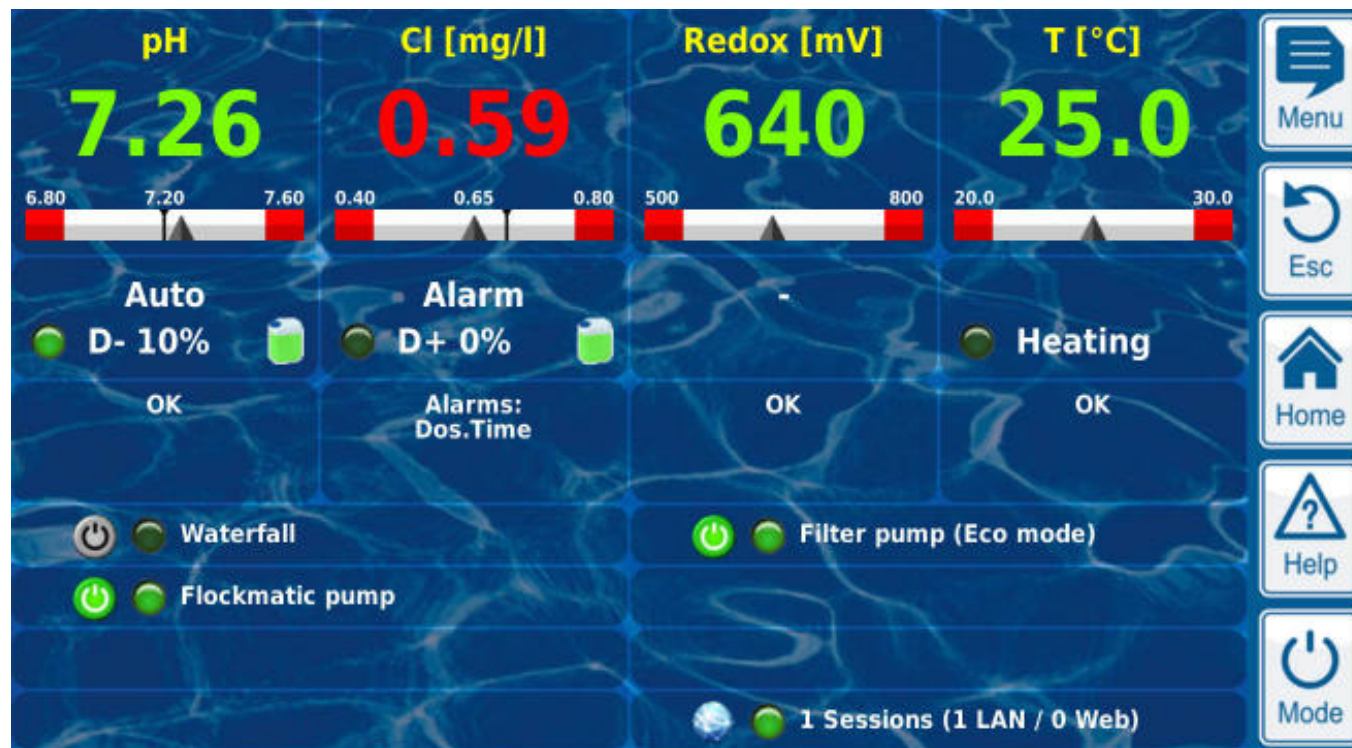 pH
Cl [mg/l]
Redox [mV]
T [°C]
7.26
0.59
640
25.0
6.80 7.20 7.60
0.40 0.65 0.80
500 800
20.0 30.0
Auto
D- 10%
Alarm
D+ 0%
-
Heating
OK
Alarms:
Dos.Time
OK
OK
Waterfall
Filter pump (Eco mode)
Flockmatic pump
1 Sessions (1 LAN / 0 Web)
Menu
Esc
Home
?
Help
Mode